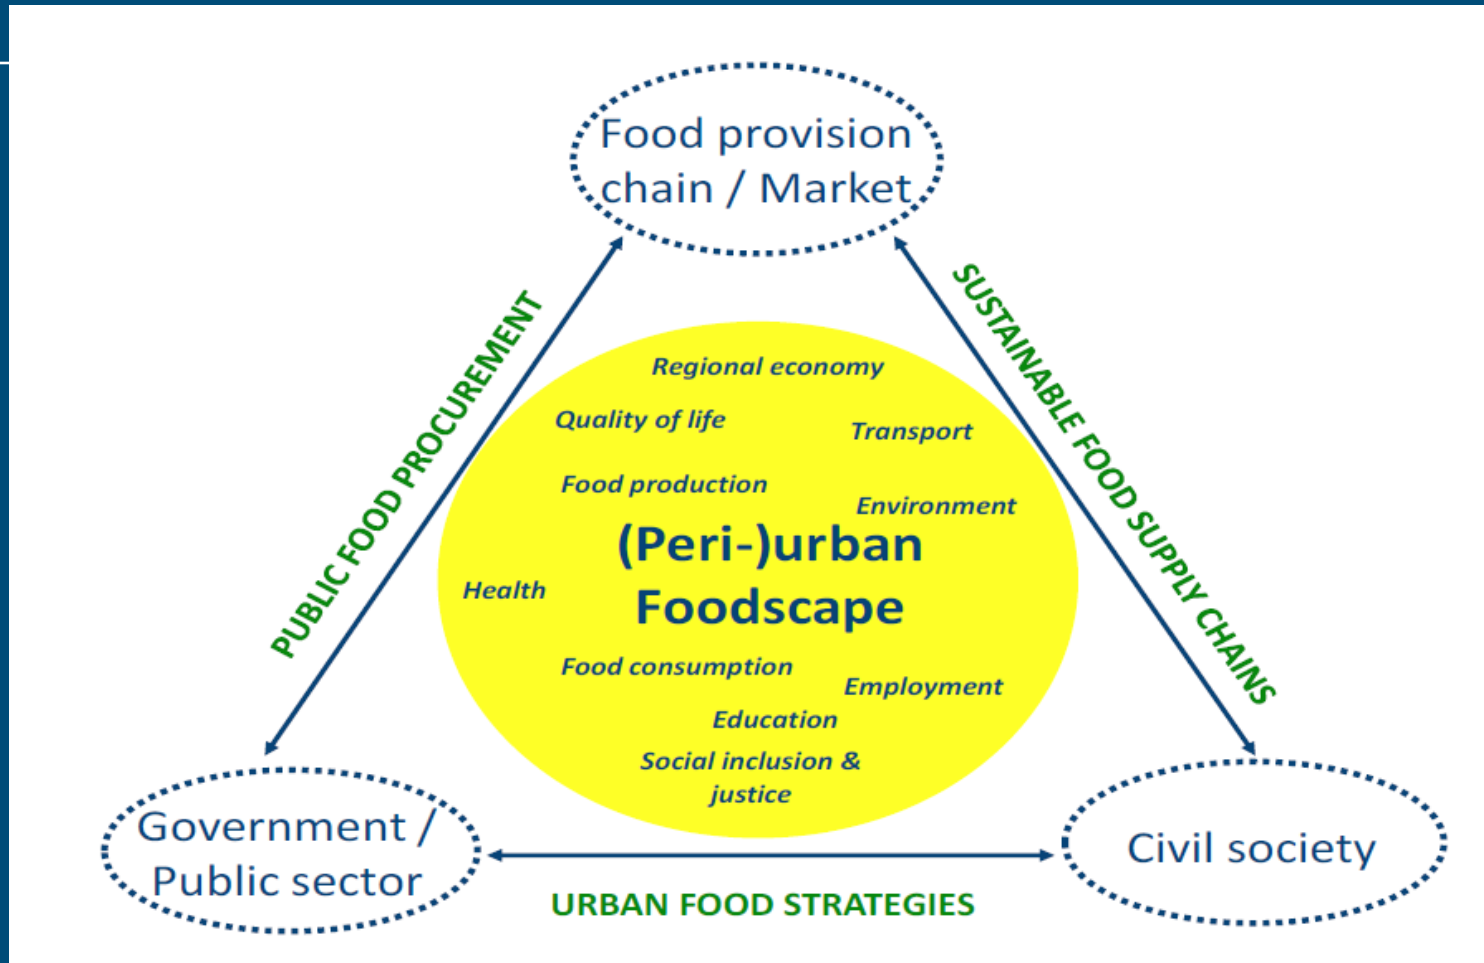 Food provision
chain / Market
PUBLIC FOOD PROCUREMENT
SUSTAINABLE FOOD SUPPLY CHAINS
Regional economy
Quality of life
Transport
Food production
Environment
(Peri-)urban
Foodscape
Health
Food consumption
Employment
Education
Social inclusion &
justice
Government /
Public sector
Civil society
URBAN FOOD STRATEGIES